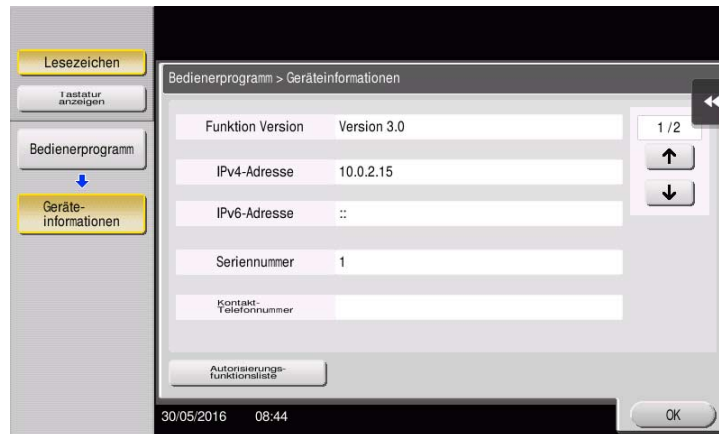 Lesezeichen
Tastatur
anzeigen
Bedienerprogramm
Geräte-
informationen
Bedienerprogramm > Geräteinformationen
Funktion Version Version 3.0
1 /2
IPv4-Adresse 10.0.2.15
IPv6-Adresse ::
Seriennummer 1
Kontakt-
Telefonnummer
Autorisierungs-
funktionsliste
30/05/2016 08:44
OK